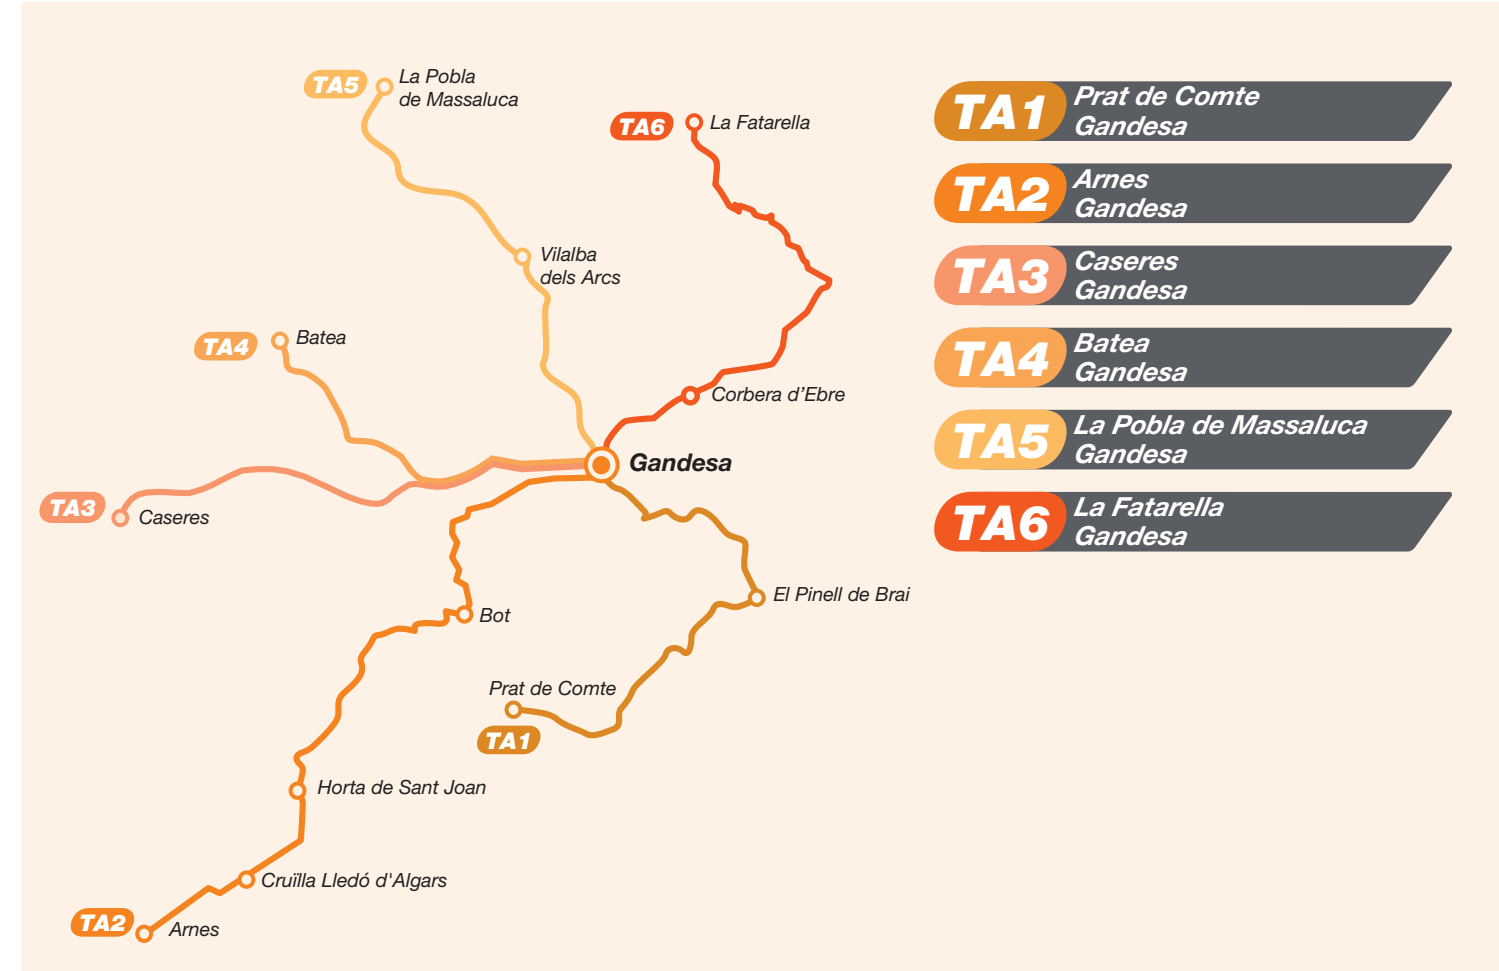 TA5
La Pobla
de Massaluca
TA6
La Fatarella
Vilalba
dels Arcs
TA4
Batea
Corbera d’Ebre
Gandesa
TA3
Caseres
El Pinell de Brai
Bot
Prat de Comte
TA1
Horta de Sant Joan
Cruïlla Lledó d'Algars
TA2
Arnes
TA1
Prat de Comte
Gandesa
TA2
Arnes
Gandesa
TA3
Caseres
Gandesa
TA4
Batea
Gandesa
TA5
La Pobla de Massaluca
Gandesa
TA6
La Fatarella
Gandesa